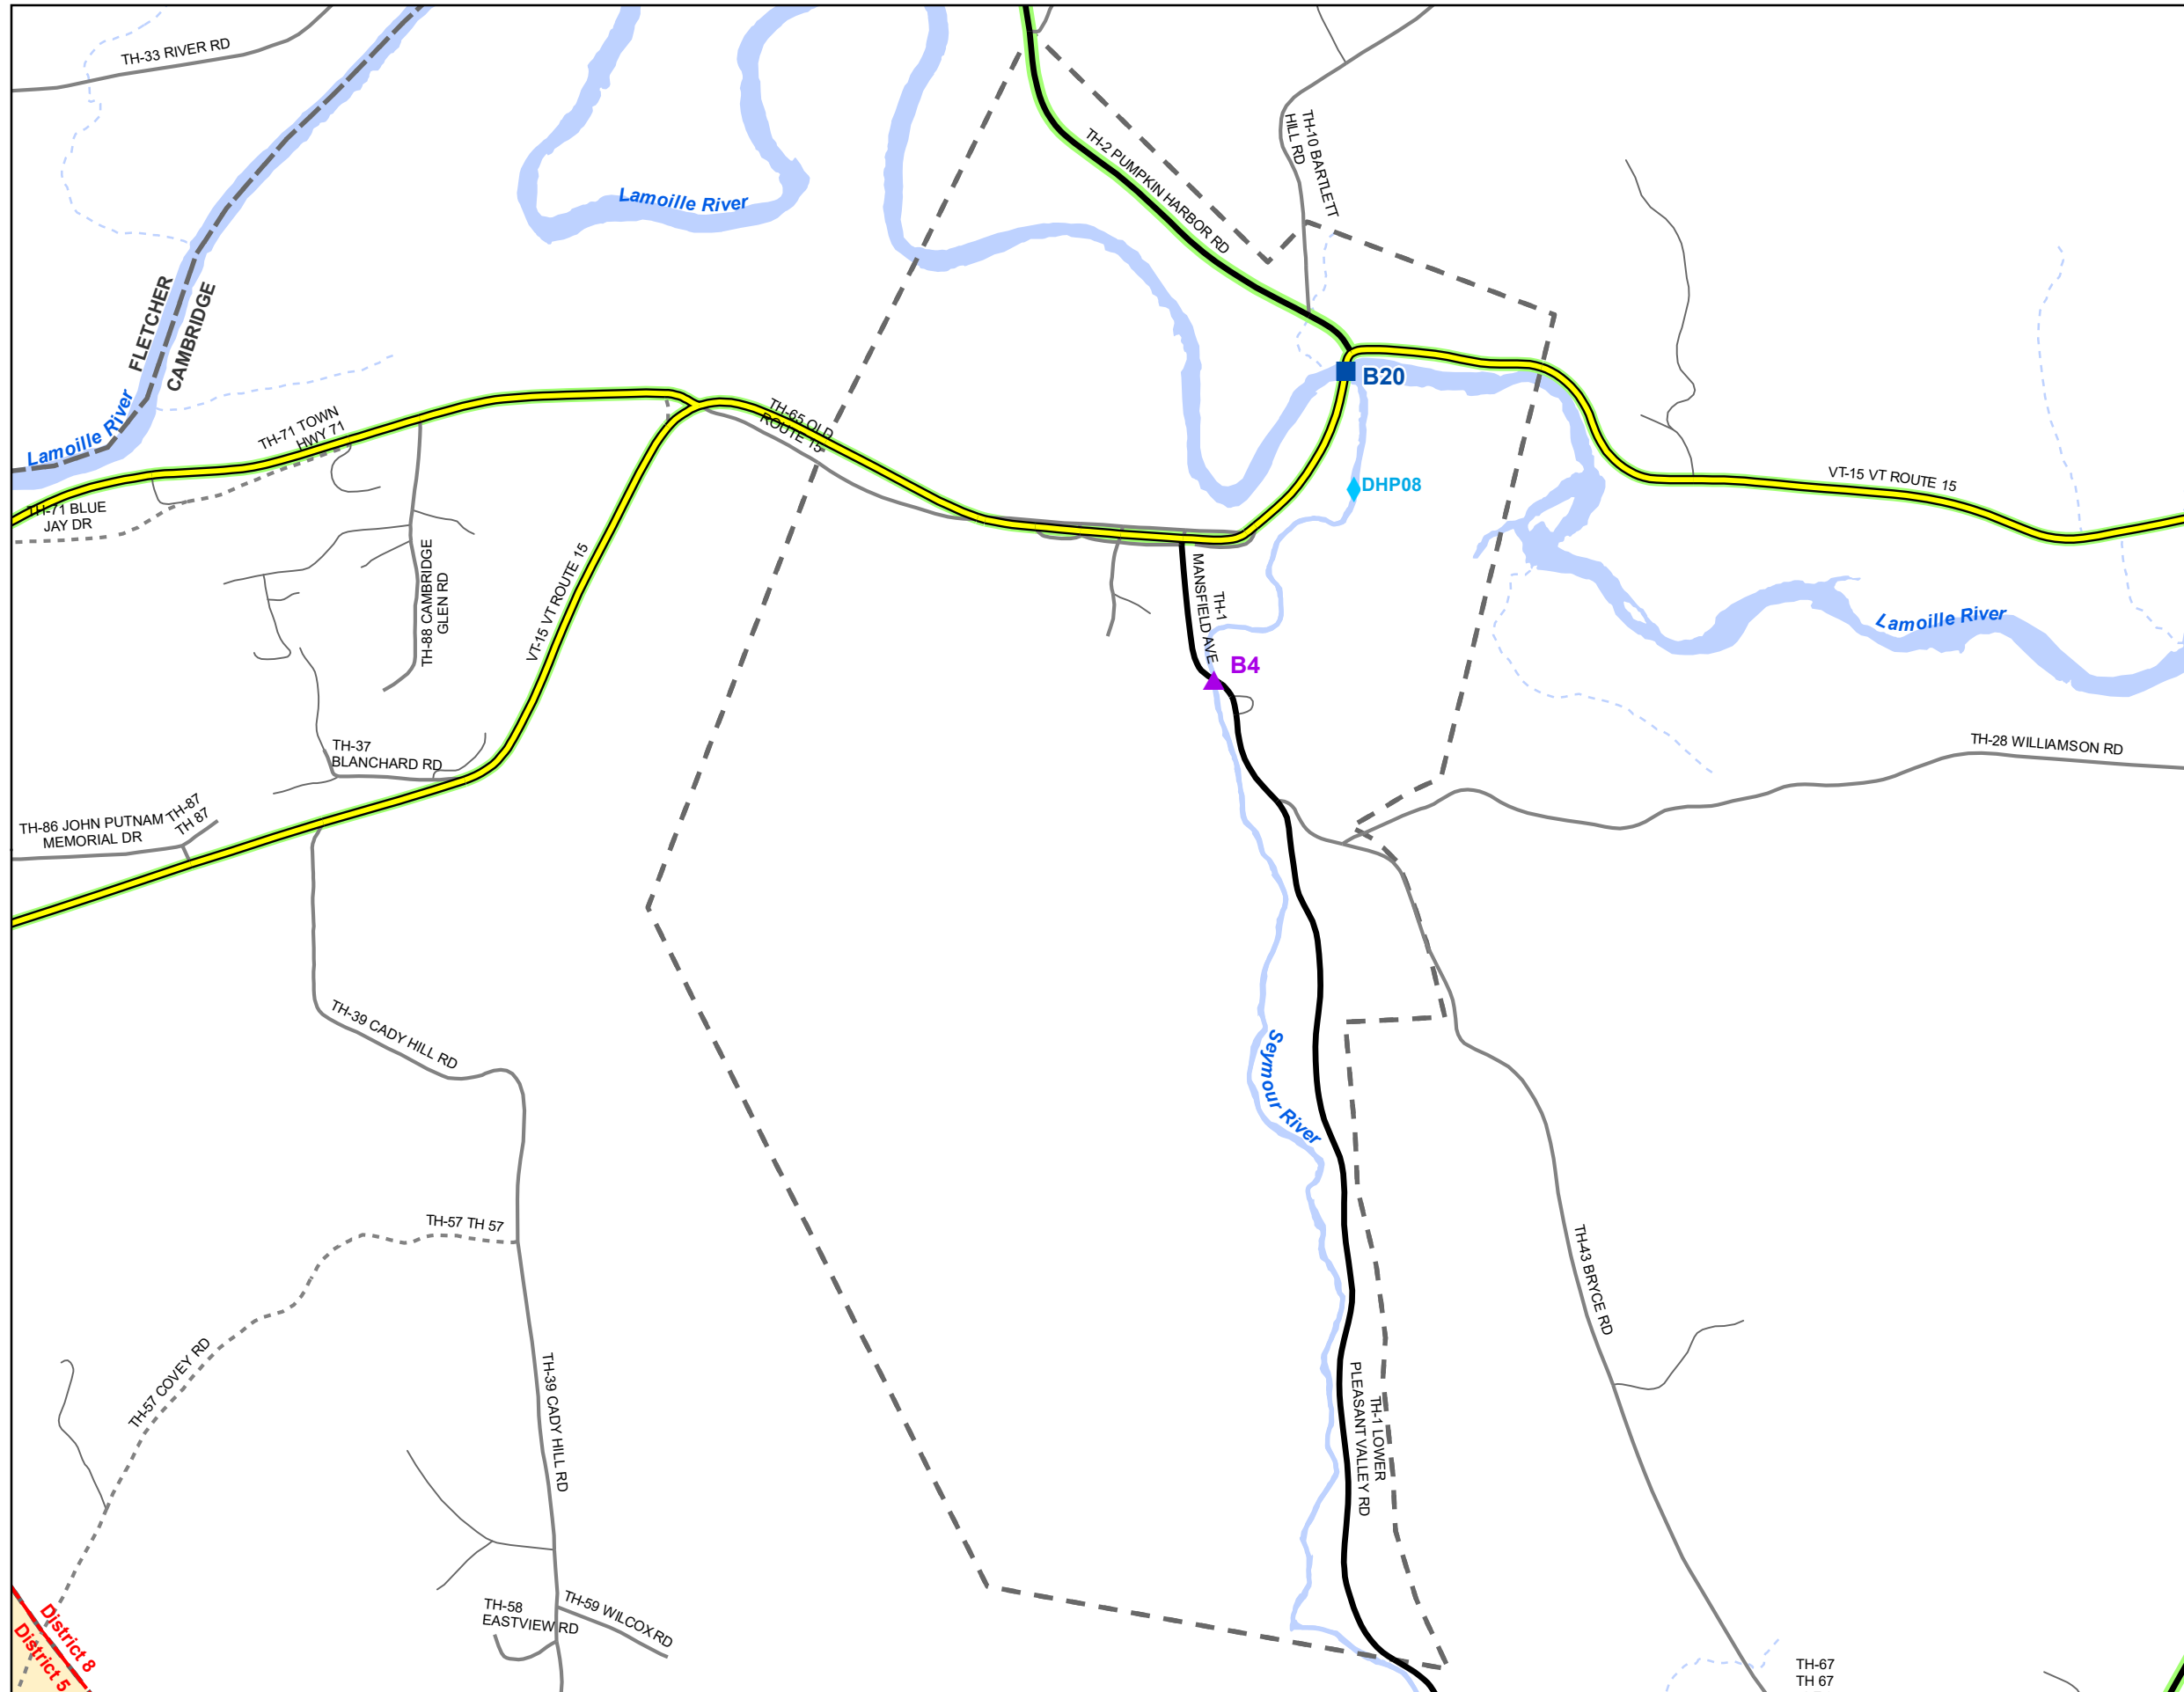 TH-33 RIVER RD
TH-10 BARTLETT
HILL RD
TH-2 PUMPKIN HARBOR RD
Lamoille River
FLETCHER
CAMBRIDGE
B20
Lamoille River
TH-71 TOWN
HWY 71
TH-65 OLD
ROUTE 15
VT-15 VT ROUTE 15
DHP08
TH-71 BLUE
JAY DR
TH-88 CAMBRIDGE
GLEN RD
VT-15 VT ROUTE 15
TH-1
MANSFIELD AVE
Lamoille River
B4
TH-37
BLANCHARD RD
TH-28 WILLIAMSON RD
TH-86 JOHN PUTNAM
MEMORIAL DR
TH-87
TH 87
TH-39 CADY HILL RD
Seymour River
TH-57 TH 57
TH-43 BRYCE RD
TH-57 COVEY RD
TH-39 CADY HILL RD
TH-1 LOWER
PLEASANT VALLEY RD
TH-58
EASTVIEW RD
TH-59 WILCOX RD
District 8
District 5
TH-67
TH 67